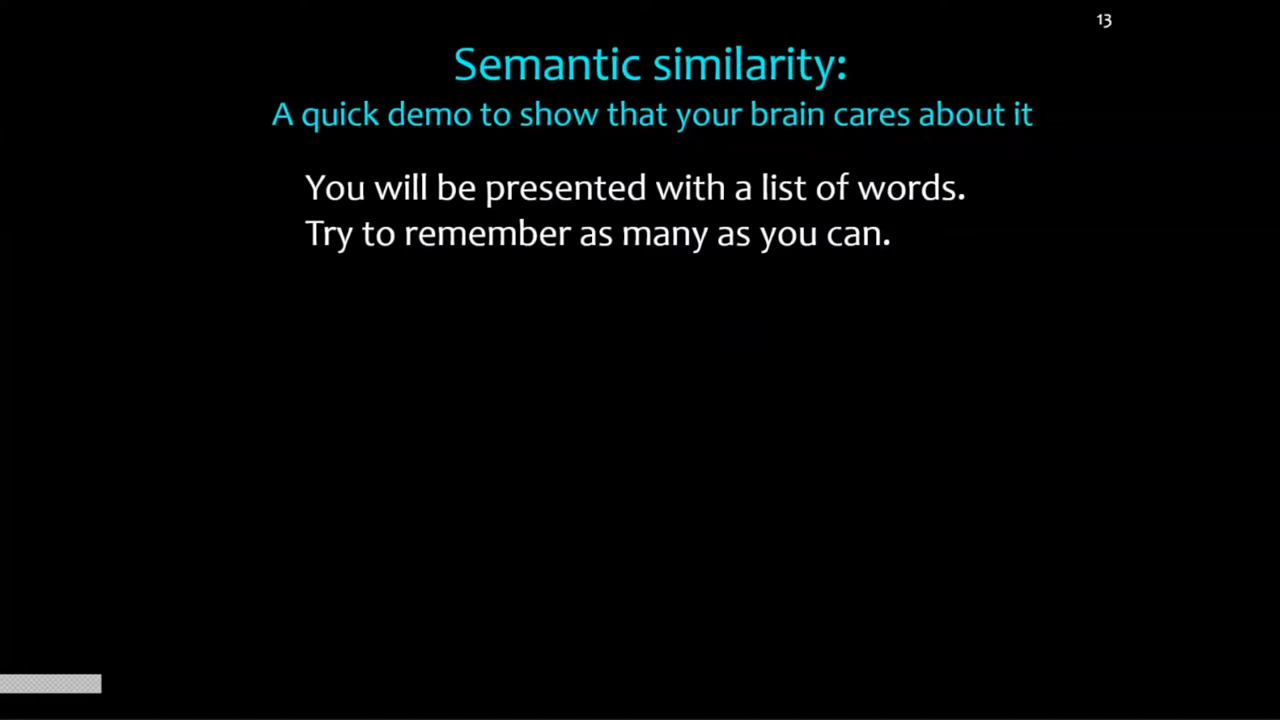 13
Semantic similarity:
A quick demo to show that your brain cares about it
You will be presented with a list of words.
Try to remember as many as you can.